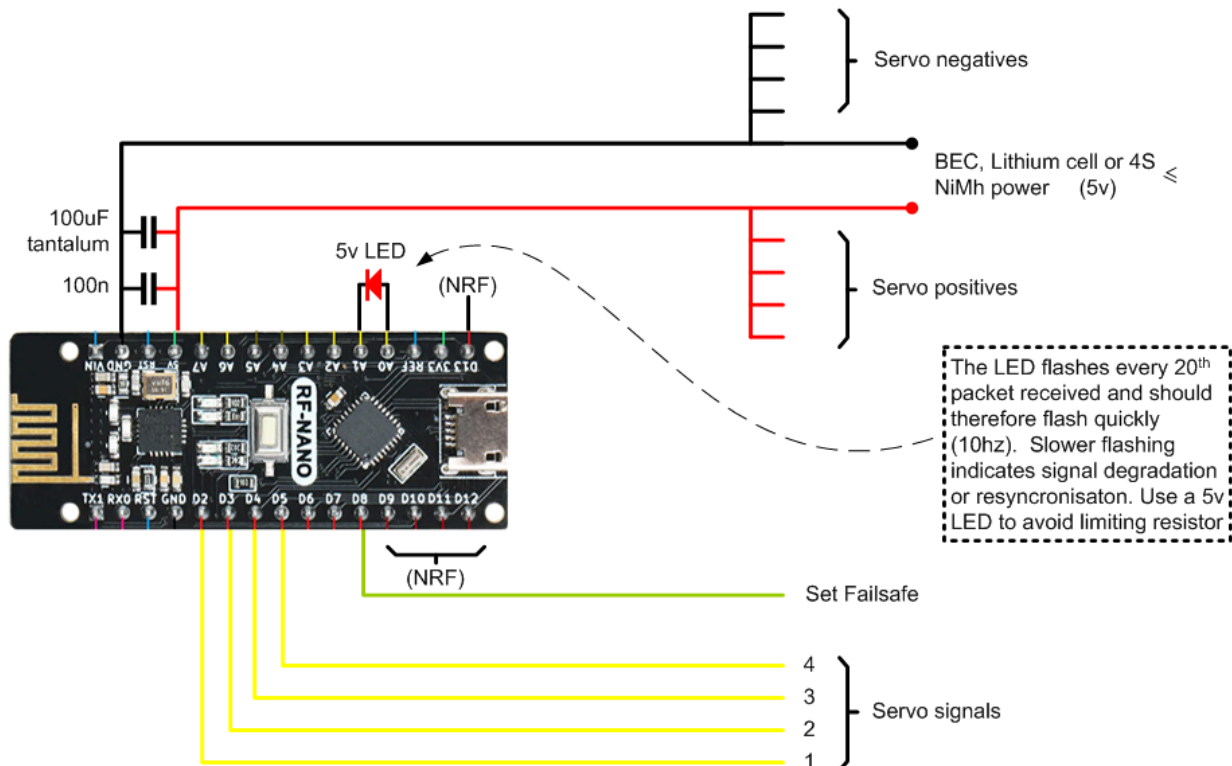 Servo negatives
BEC, Lithium cell or 4S ≤
NiMh power (5v)
100uF
tantalum
100n
5v LED
(NRF)
Servo positives
VIN GND RST 5V A7 A6 A5 A4 A3 A2 A1 A0 REF 3V3 D13
RF-NANO
TX1 RX0 RST GND D2 D3 D4 D5 D6 D7 D8 D9 D10 D11 D12
(NRF)
The LED flashes every 20th
packet received and should
therefore flash quickly
(10hz). Slower flashing
indicates signal degradation
or resyncronisaton. Use a 5v
LED to avoid limiting resistor
Set Failsafe
4
3
2
1
Servo signals